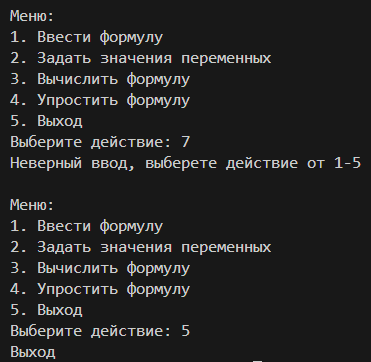 Меню:
1. Ввести формулу
2. Задать значения переменных
3. Вычислить формулу
4. Упростить формулу
5. Выход
Выберите действие: 7
Неверный ввод, выберете действие от 1-5

Меню:
1. Ввести формулу
2. Задать значения переменных
3. Вычислить формулу
4. Упростить формулу
5. Выход
Выберите действие: 5
Выход